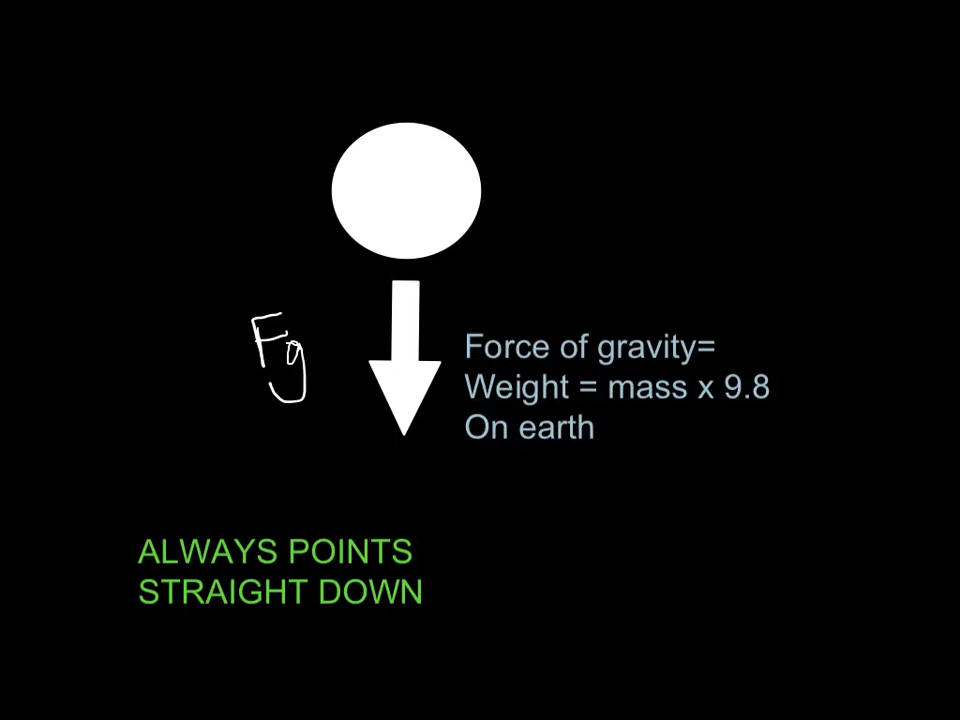 Fg
Force of gravity=
Weight = mass x 9.8
On earth
ALWAYS POINTS
STRAIGHT DOWN